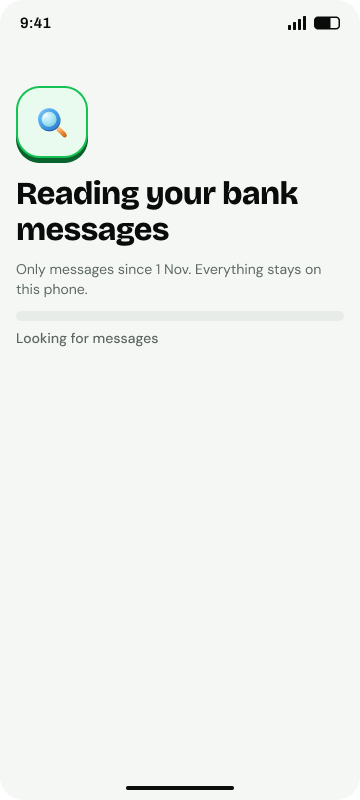 9:41
Reading your bank
messages
Only messages since 1 Nov. Everything stays on
this phone.
Looking for messages